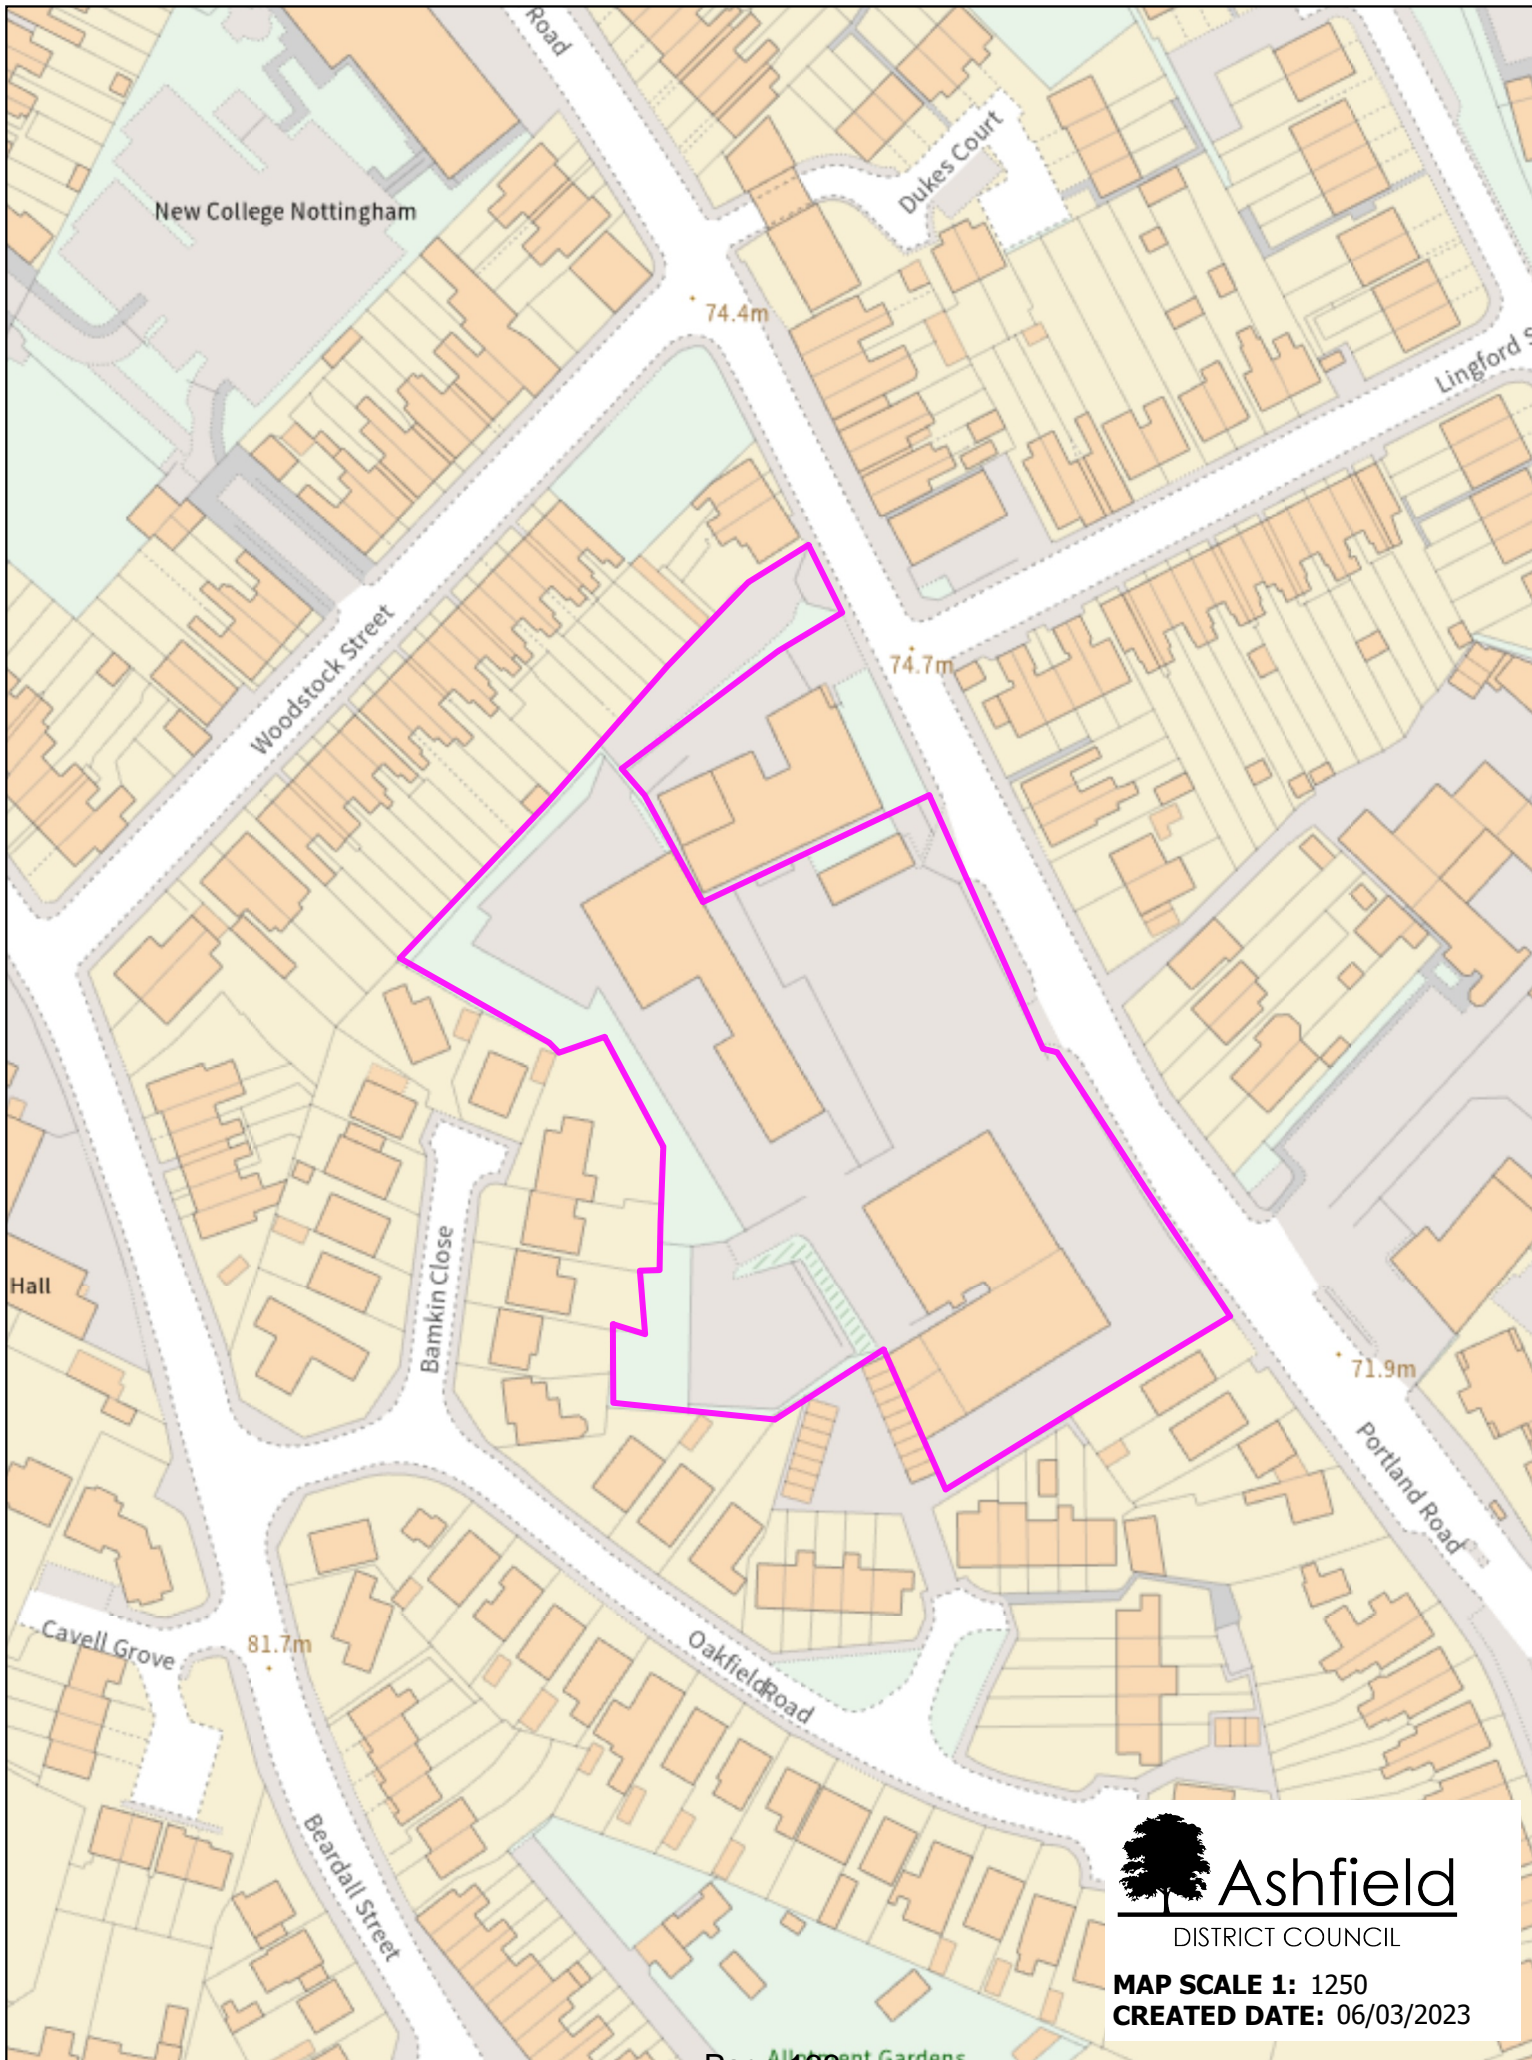 Road
New College Nottingham
Dukes Court
74.4m
Lingford S
Woodstock Street
74.7m
Hall
Bamkin Close
71.9m
Portland Road
Cavell Grove
81.7m
Oakfield Road
Beardall Street
Ashfield
DISTRICT COUNCIL
MAP SCALE 1: 1250
CREATED DATE: 06/03/2023
Allotment Gardens